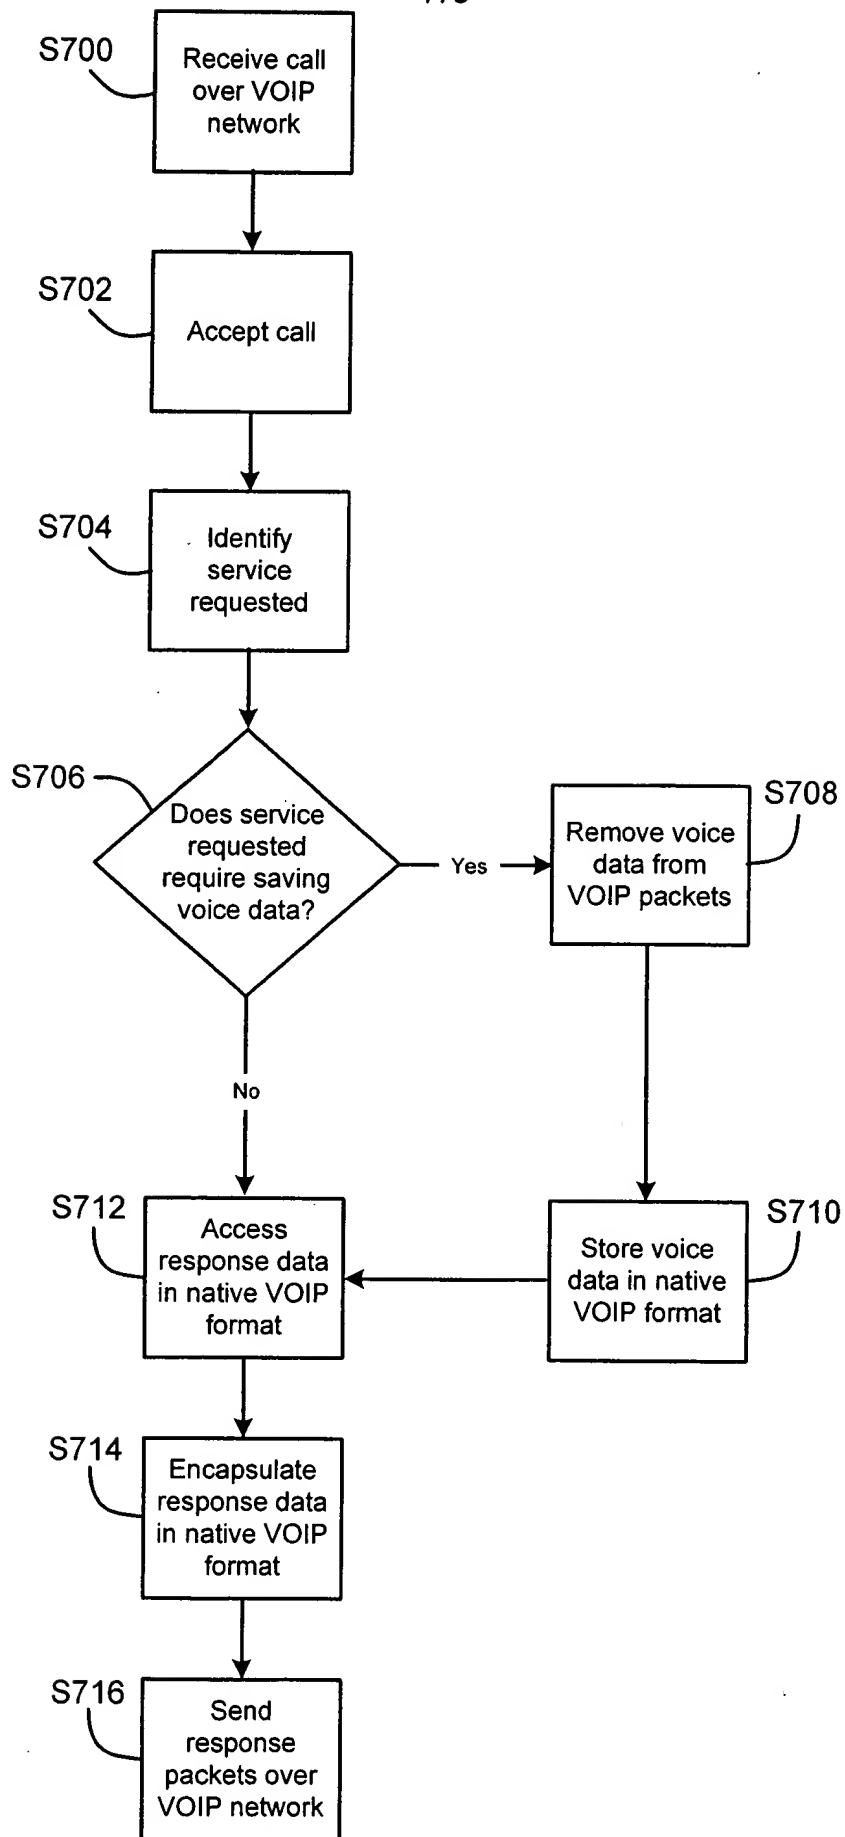 S700
Receive call
over VOIP
network
S702
Accept call
S704
Identify
service
requested
S706
Does service
requested
require saving
voice data?
Yes
S708
Remove voice
data from
VOIP packets
No
S712
Access
response data
in native VOIP
format
S710
Store voice
data in native
VOIP format
S714
Encapsulate
response data
in native VOIP
format
S716
Send
response
packets over
VOIP network